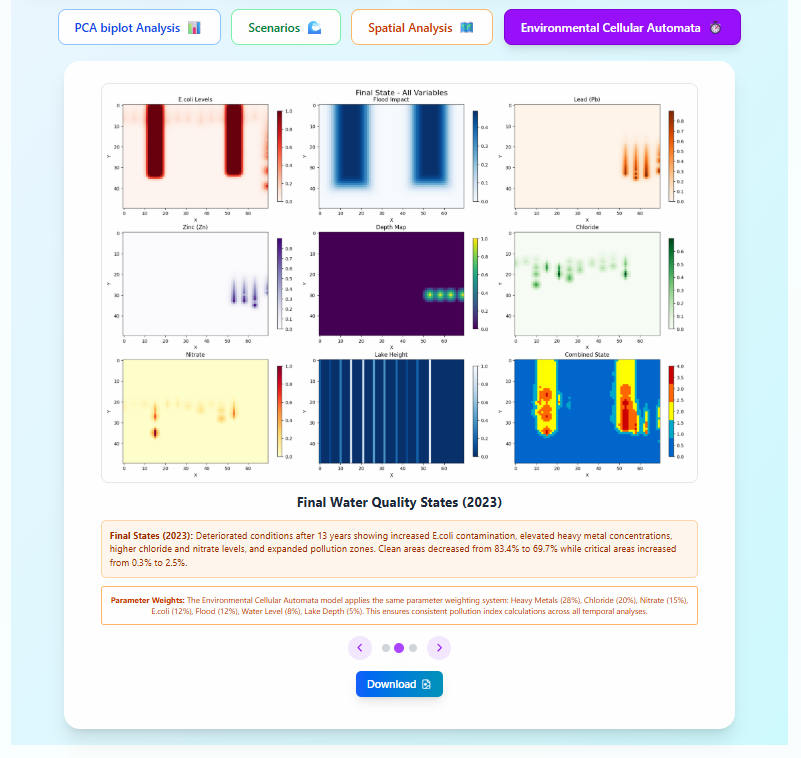 PCA biplot Analysis
Scenarios
Spatial Analysis
Environmental Cellular Automata
Final State - All Variables
E.coli Levels
Flood Impact
Lead (Pb)
Zinc (Zn)
Depth Map
Chloride
Nitrate
Lake Height
Combined State
Final Water Quality States (2023)
Final States (2023): Deteriorated conditions after 13 years showing increased E.coli contamination, elevated heavy metal concentrations,
higher chloride and nitrate levels, and expanded pollution zones. Clean areas decreased from 83.4% to 69.7% while critical areas increased
from 0.3% to 2.5%.
Parameter Weights: The Environmental Cellular Automata model applies the same parameter weighting system: Heavy Metals (28%), Chloride (20%), Nitrate (15%),
E.coli (12%), Flood (12%), Water Level (8%), Lake Depth (5%). This ensures consistent pollution index calculations across all temporal analyses.
Download